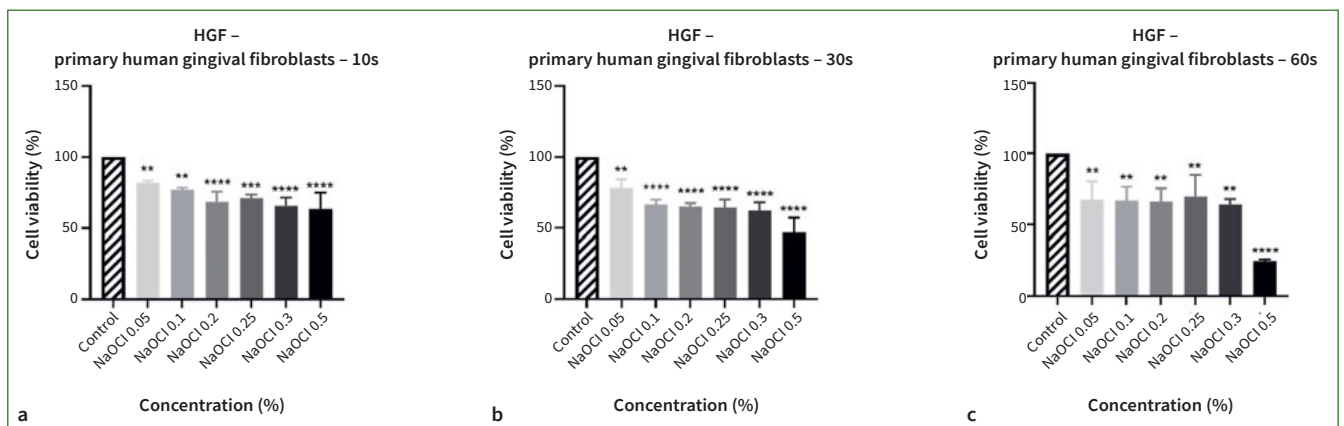 HGF –
primary human gingival fibroblasts – 10s
150
100
50
0
Cell viability (%)
**
**
****
***
****
****
Control
NaOCl 0.05
NaOCl 0.1
NaOCl 0.2
NaOCl 0.25
NaOCl 0.3
NaOCl 0.5
Concentration (%)
a
HGF –
primary human gingival fibroblasts – 30s
150
100
50
0
Cell viability (%)
**
****
****
****
****
****
Control
NaOCl 0.05
NaOCl 0.1
NaOCl 0.2
NaOCl 0.25
NaOCl 0.3
NaOCl 0.5
Concentration (%)
b
HGF –
primary human gingival fibroblasts – 60s
150
100
50
0
Cell viability (%)
**
**
**
**
**
****
Control
NaOCl 0.05
NaOCl 0.1
NaOCl 0.2
NaOCl 0.25
NaOCl 0.3
NaOCl 0.5
Concentration (%)
c